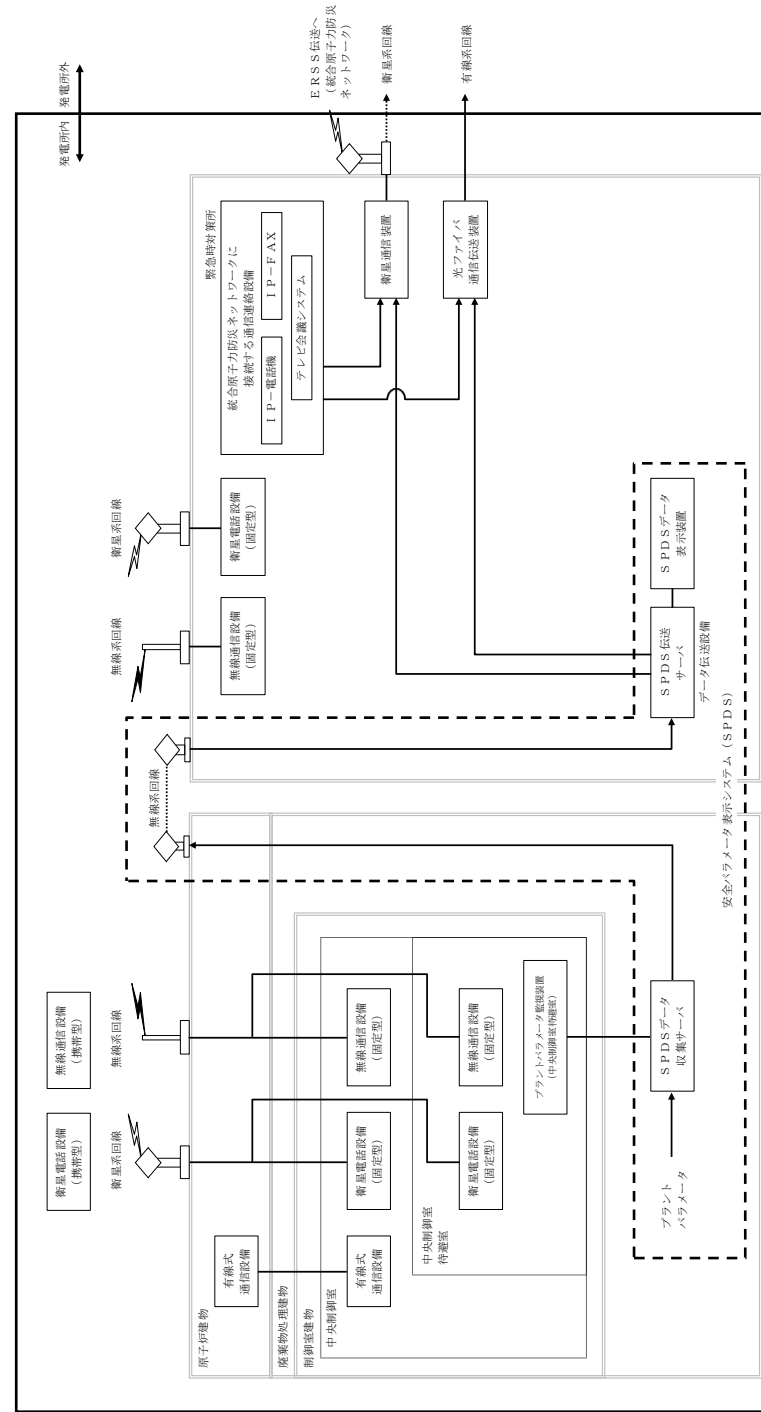 発電所内 発電所外
ERSS伝送へ
(統合原子力防災
ネットワーク)
衛星系回線
有線系回線
緊急時対策所
統合原子力防災ネットワークに
接続する通信連絡設備
IP-電話機
IP-FAX
テレビ会議システム
衛星通信装置
光ファイバ
通信伝送装置
衛星系回線
衛星電話設備
(固定型)
無線系回線
無線通信設備
(固定型)
SPDSデータ
表示装置
SPDS伝送
サーバ
データ伝送設備
安全パラメータ表示システム(SPDS)
無線系回線
無線通信設備
(携帯型)
無線系回線
衛星電話設備
(携帯型)
衛星系回線
原子炉建物
廃棄物処理建物
制御室建物
中央制御室
中央制御室
待避室
有線式
通信設備
有線式
通信設備
衛星電話設備
(固定型)
無線通信設備
(固定型)
衛星電話設備
(固定型)
無線通信設備
(固定型)
プラントパラメータ監視装置
(中央制御室待避室)
SPDSデータ
収集サーバ
プラント
パラメータ